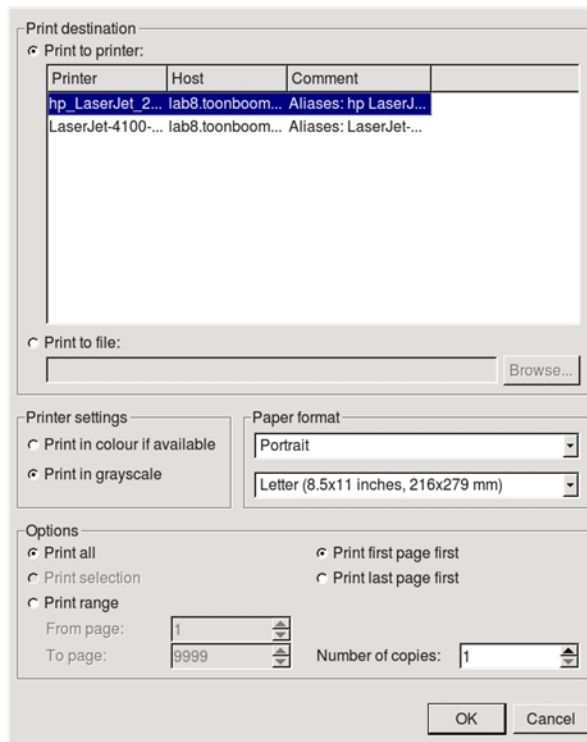 Print destination
Print to printer:
Printer Host Comment
hp_LaserJet_2... lab8.toonboom... Aliases: hp LaserJ...
LaserJet-4100-... lab8.toonboom... Aliases: LaserJet-...
Print to file:
Browse...
Printer settings
Print in colour if available
Print in grayscale
Paper format
Portrait
Letter (8.5x11 inches, 216x279 mm)
Options
Print all
Print selection
Print range
From page: 1
To page: 9999
Print first page first
Print last page first
Number of copies: 1
OK Cancel